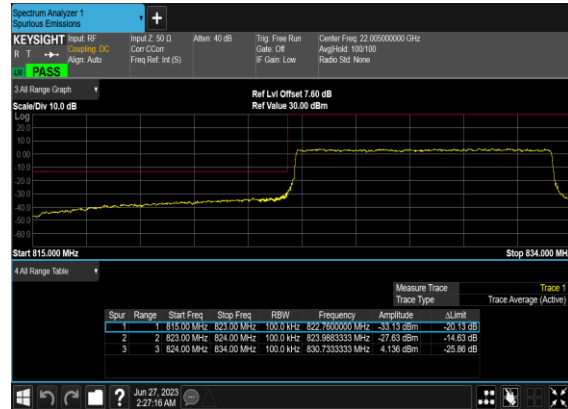 Spectrum Analyzer 1
Spurious Emissions
+
KEYSIGHT Input: RF Input Z: 50 Ω Atten: 40 dB Trig: Free Run Center Freq: 22.005000000 GHz
R T Coupling: DC Corr CCorr Gate: Off Avg|Hold: 100/100
Align: Auto Freq Ref: Int (S) IF Gain: Low Radio Std: None
LW PASS
3 All Range Graph
Ref Lvl Offset 7.60 dB
Scale/Div 10.0 dB Ref Value 30.00 dBm
Log
20.0
10.0
0.00
-10.0
-20.0
-30.0
-40.0
-50.0
-60.0
Start 815.000 MHz Stop 834.000 MH
4 All Range Table
Measure Trace Trace 1
Trace Type Trace Average (Active)
Spur Range Start Freq Stop Freq RBW Frequency Amplitude ΔLimit
1 1 815.00 MHz 823.00 MHz 100.0 kHz 822.7600000 MHz -33.13 dBm -20.13 dB
2 2 823.00 MHz 824.00 MHz 100.0 kHz 823.9883333 MHz -27.63 dBm -14.63 dB
3 3 824.00 MHz 834.00 MHz 100.0 kHz 830.7333333 MHz 4.136 dBm -25.86 dB
? Jun 27, 2023
2:27:16 AM